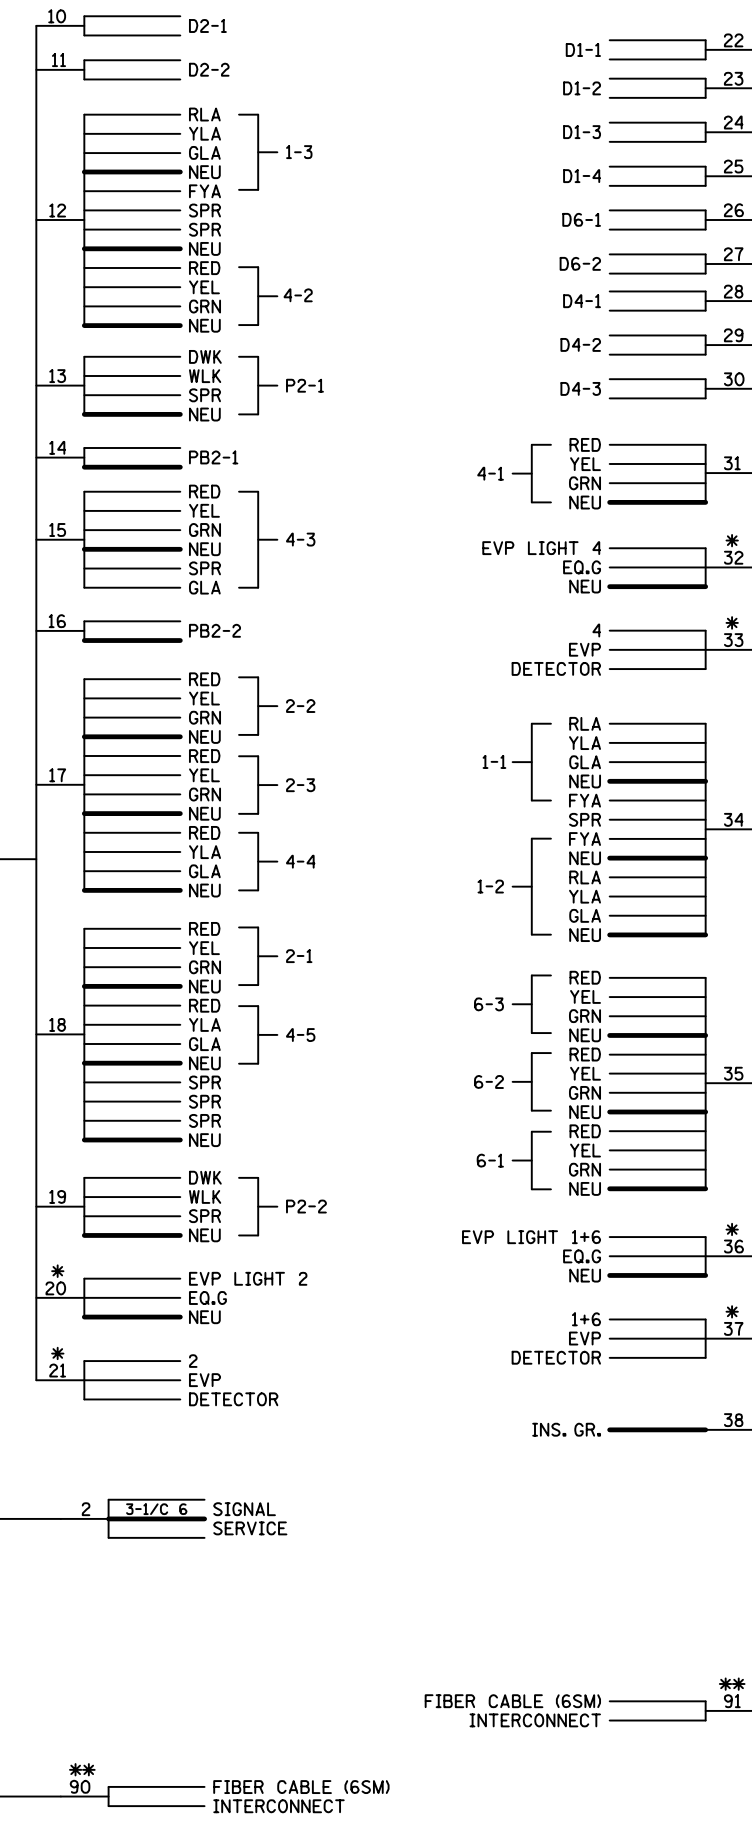 10
D2-1
11
D2-2
RLA
YLA
GLA
NEU
FYA
1-3
12
SPR
SPR
NEU
RED
YEL
GRN
NEU
4-2
13
DWK
WLK
SPR
NEU
P2-1
14
PB2-1
15
RED
YEL
GRN
NEU
SPR
GLA
4-3
16
PB2-2
17
RED
YEL
GRN
NEU
2-2
RED
YEL
GRN
NEU
2-3
RED
YLA
GLA
NEU
4-4
18
RED
YEL
GRN
NEU
2-1
RED
YLA
GLA
NEU
4-5
SPR
SPR
SPR
NEU
19
DWK
WLK
SPR
NEU
P2-2
*
20
EVP LIGHT 2
EQ.G
NEU
*
21
2
EVP
DETECTOR
2
3-1/C 6
SIGNAL
SERVICE
**
90
FIBER CABLE (6SM)
INTERCONNECT
D1-1
22
D1-2
23
D1-3
24
D1-4
25
D6-1
26
D6-2
27
D4-1
28
D4-2
29
D4-3
30
4-1
RED
YEL
GRN
NEU
31
EVP LIGHT 4
EQ.G
NEU
*
32
4
EVP
DETECTOR
*
33
1-1
RLA
YLA
GLA
NEU
FYA
SPR
34
1-2
FYA
NEU
RLA
YLA
GLA
NEU
6-3
RED
YEL
GRN
NEU
6-2
RED
YEL
GRN
NEU
35
6-1
RED
YEL
GRN
NEU
EVP LIGHT 1+6
EQ.G
NEU
*
36
1+6
EVP
DETECTOR
*
37
INS. GR.
38
FIBER CABLE (6SM)
INTERCONNECT
**
91